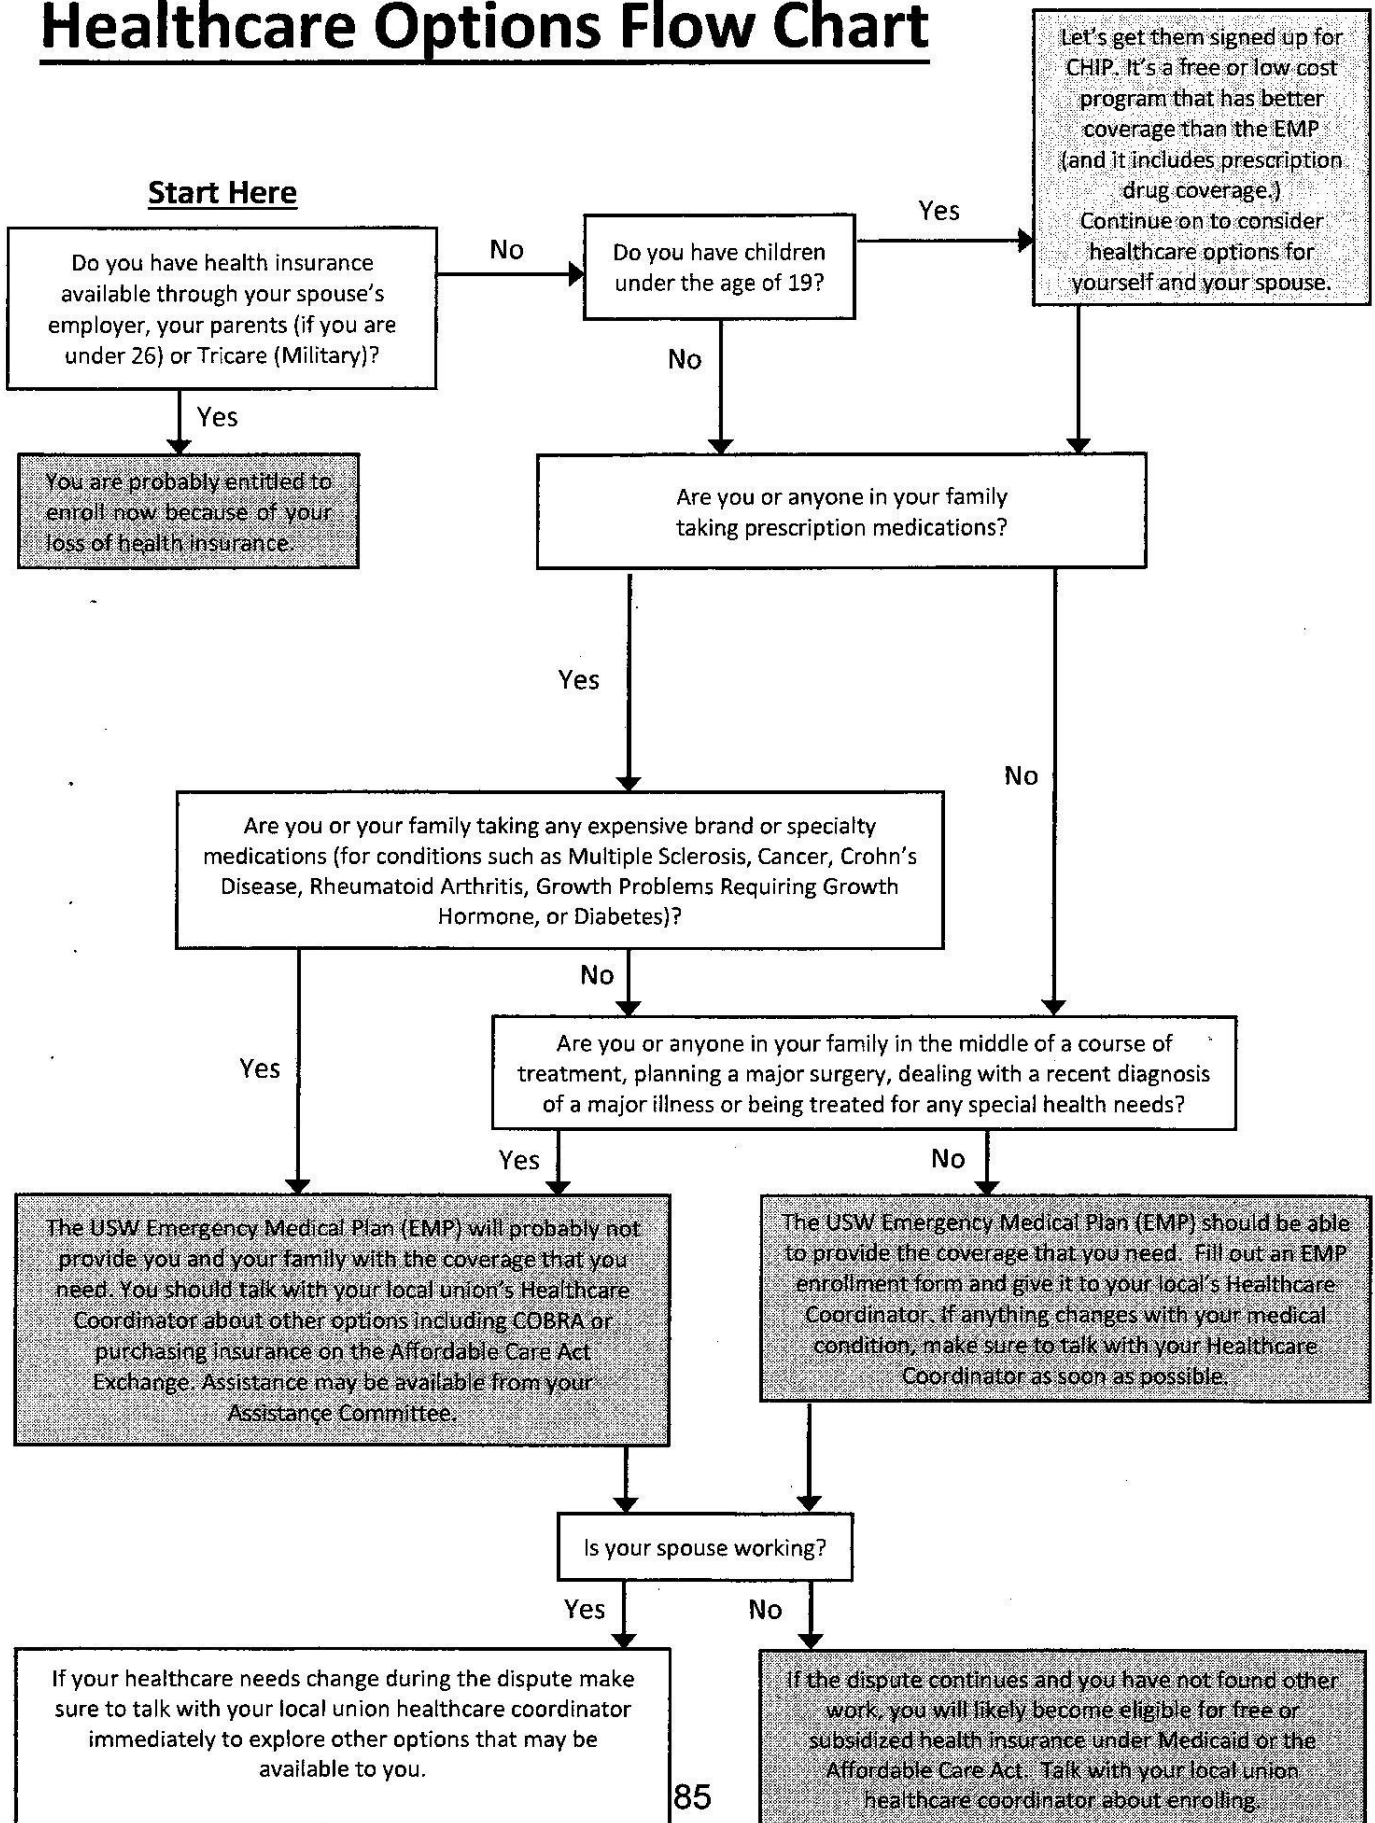 Healthcare Options Flow Chart
Let's get them signed up for
CHIP. It's a free or low cost
program that has better
coverage than the EMP
(and it includes prescription
drug coverage.)
Continue on to consider
healthcare options for
yourself and your spouse.
Start Here
Do you have health insurance
available through your spouse's
employer, your parents (if you are
under 26) or Tricare (Military)?
No
Do you have children
under the age of 19?
Yes
No
Yes
You are probably entitled to
enroll now because of your
loss of health insurance.
Are you or anyone in your family
taking prescription medications?
Yes
No
Are you or your family taking any expensive brand or specialty
medications (for conditions such as Multiple Sclerosis, Cancer, Crohn's
Disease, Rheumatoid Arthritis, Growth Problems Requiring Growth
Hormone, or Diabetes)?
No
Yes
Are you or anyone in your family in the middle of a course of
treatment, planning a major surgery, dealing with a recent diagnosis
of a major illness or being treated for any special health needs?
Yes
No
The USW Emergency Medical Plan (EMP) will probably not
provide you and your family with the coverage that you
need. You should talk with your local union's Healthcare
Coordinator about other options including COBRA or
purchasing insurance on the Affordable Care Act
Exchange. Assistance may be available from your
Assistance Committee.
The USW Emergency Medical Plan (EMP) should be able
to provide the coverage that you need. Fill out an EMP
enrollment form and give it to your local's Healthcare
Coordinator. If anything changes with your medical
condition, make sure to talk with your Healthcare
Coordinator as soon as possible.
Is your spouse working?
Yes
No
If your healthcare needs change during the dispute make
sure to talk with your local union healthcare coordinator
immediately to explore other options that may be
available to you.
If the dispute continues and you have not found other
work, you will likely become eligible for free or
subsidized health insurance under Medicaid or the
Affordable Care Act. Talk with your local union
healthcare coordinator about enrolling.
85